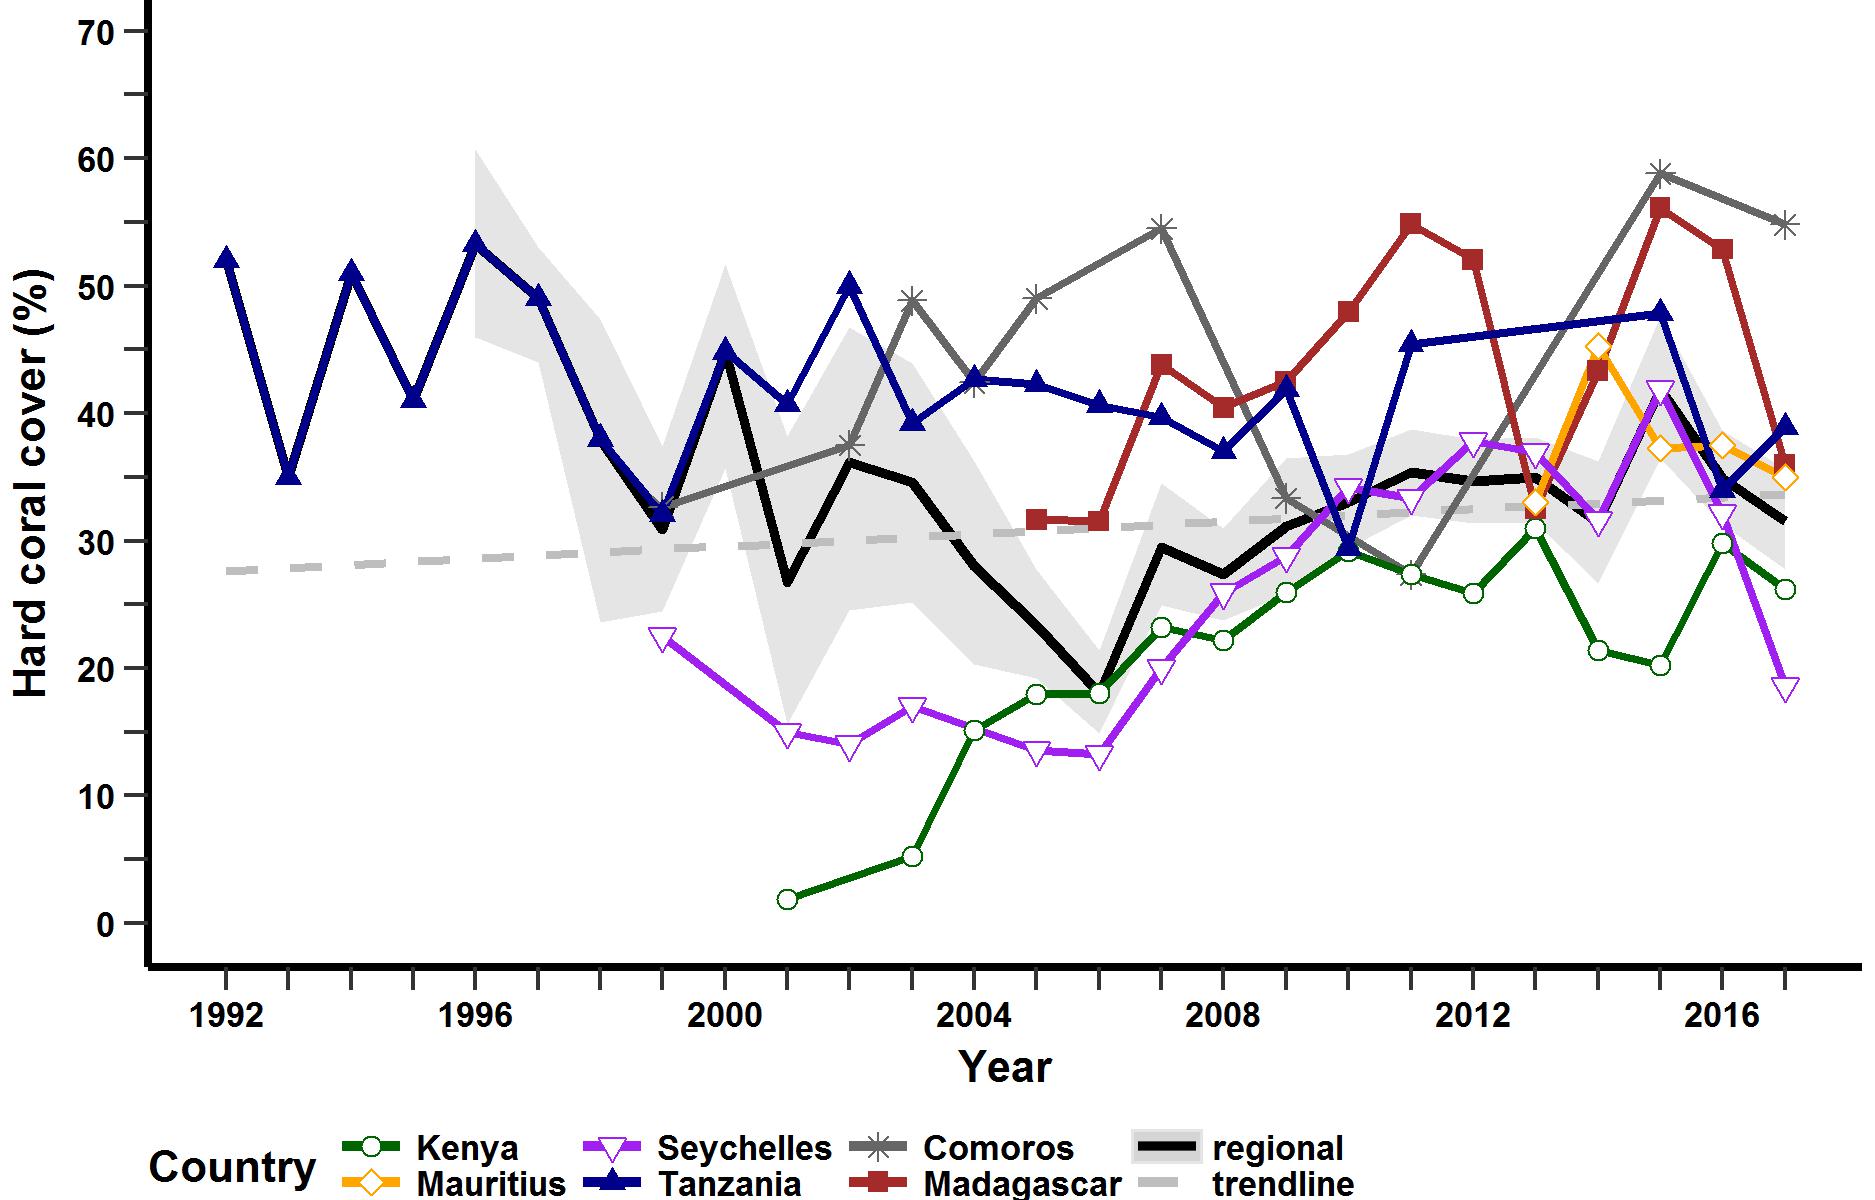 70
60
50
40
30
20
10
0
Hard coral cover (%)
1992 1996 2000 2004 2008 2012 2016
Year
Country
Kenya Seychelles Comoros regional
Mauritius Tanzania Madagascar trendline